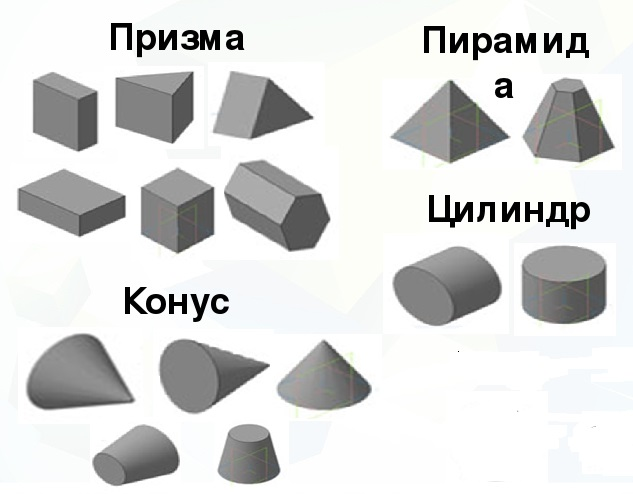 Призма
Пирамид
а
Цилиндр
Конус